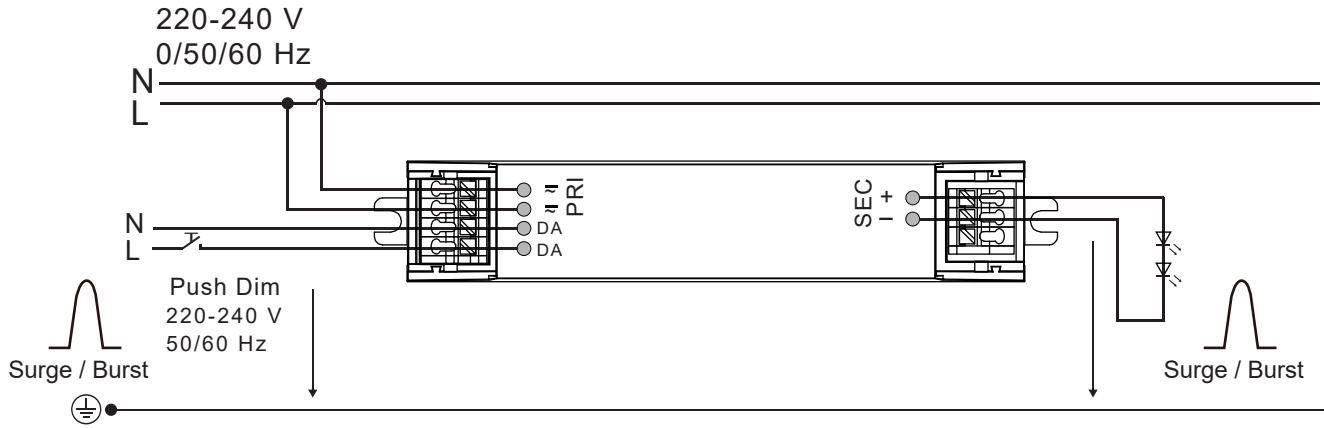 220-240 V
0/50/60 Hz
N
L
≂ PRI
≂
DA
DA
SEC +
–
N
L
Push Dim
220-240 V
50/60 Hz
Surge / Burst
Surge / Burst